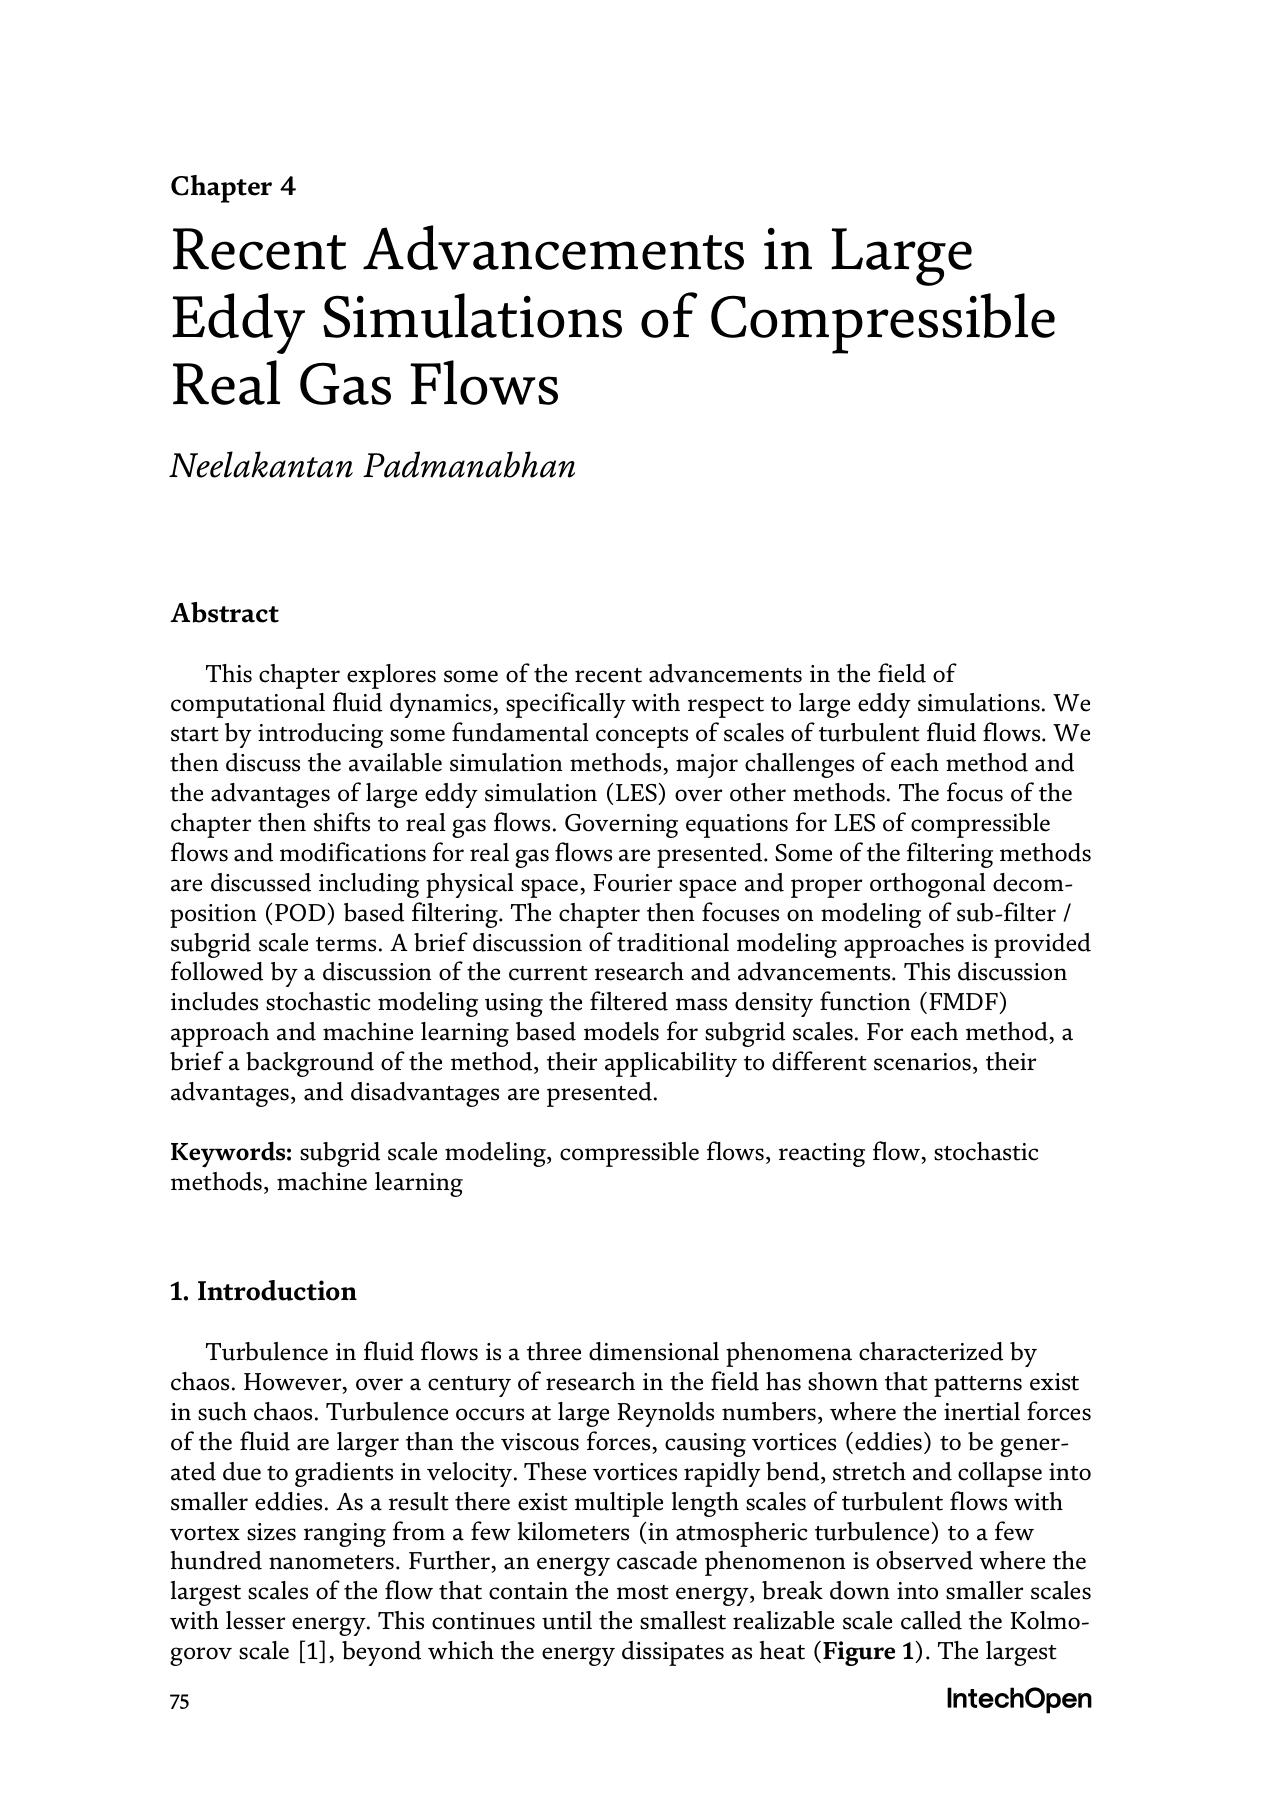 Chapter 4
Recent Advancements in Large
Eddy Simulations of Compressible
Real Gas Flows
Neelakantan Padmanabhan
Abstract
This chapter explores some of the recent advancements in the field of
computational fluid dynamics, specifically with respect to large eddy simulations. We
start by introducing some fundamental concepts of scales of turbulent fluid flows. We
then discuss the available simulation methods, major challenges of each method and
the advantages of large eddy simulation (LES) over other methods. The focus of the
chapter then shifts to real gas flows. Governing equations for LES of compressible
flows and modifications for real gas flows are presented. Some of the filtering methods
are discussed including physical space, Fourier space and proper orthogonal decom-
position (POD) based filtering. The chapter then focuses on modeling of sub-filter /
subgrid scale terms. A brief discussion of traditional modeling approaches is provided
followed by a discussion of the current research and advancements. This discussion
includes stochastic modeling using the filtered mass density function (FMDF)
approach and machine learning based models for subgrid scales. For each method, a
brief a background of the method, their applicability to different scenarios, their
advantages, and disadvantages are presented.
Keywords: subgrid scale modeling, compressible flows, reacting flow, stochastic
methods, machine learning
1. Introduction
Turbulence in fluid flows is a three dimensional phenomena characterized by
chaos. However, over a century of research in the field has shown that patterns exist
in such chaos. Turbulence occurs at large Reynolds numbers, where the inertial forces
of the fluid are larger than the viscous forces, causing vortices (eddies) to be gener-
ated due to gradients in velocity. These vortices rapidly bend, stretch and collapse into
smaller eddies. As a result there exist multiple length scales of turbulent flows with
vortex sizes ranging from a few kilometers (in atmospheric turbulence) to a few
hundred nanometers. Further, an energy cascade phenomenon is observed where the
largest scales of the flow that contain the most energy, break down into smaller scales
with lesser energy. This continues until the smallest realizable scale called the Kolmo-
gorov scale [1], beyond which the energy dissipates as heat (Figure 1). The largest
75
IntechOpen